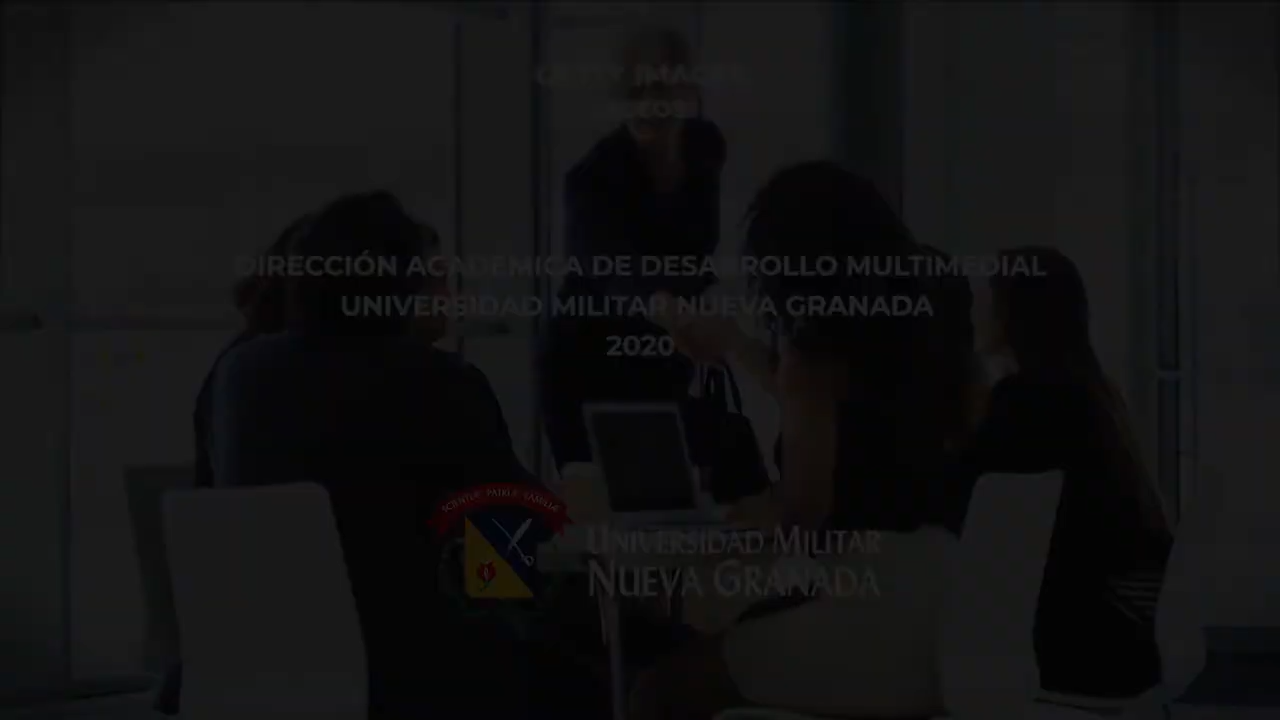 GETTY IMAGES
DIRECCIÓN ACADÉMICA DE DESARROLLO MULTIMEDIAL
UNIVERSIDAD MILITAR NUEVA GRANADA
2020
UNIVERSIDAD MILITAR
NUEVA GRANADA